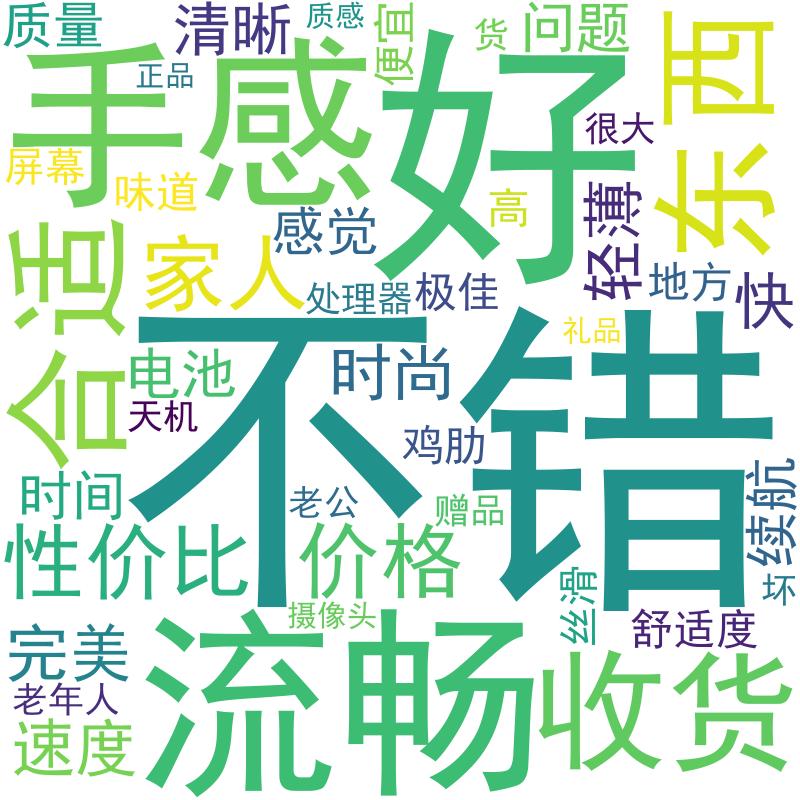 质量
清晰
质感
便宜
货
问题
正品
手感
好
东西
很大
屏幕
味道
高
轻薄
感觉
家人
合适
处理器
极佳
地方
快
礼品
不错
电池
时尚
天机
鸡肋
时间
老公
赠品
续航
性价比
价格
丝滑
坏
摄像头
舒适度
完美
流畅
收货
老年人
速度